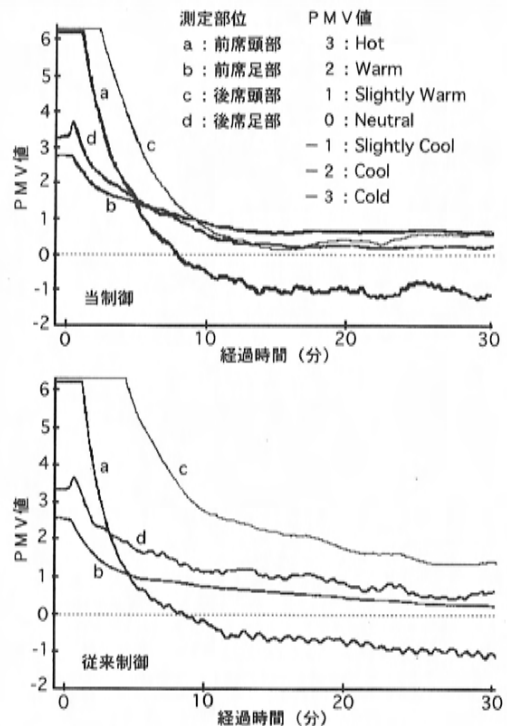 測定部位
a:前席頭部
b:前席足部
c:後席頭部
d:後席足部
PMV値
3:Hot
2:Warm
1:Slightly Warm
0:Neutral
-1:Slightly Cool
-2:Cool
-3:Cold
PMV値
6
5
4
3
2
1
0
-1
-2
a
b
c
d
当制御
0
10
20
30
経過時間(分)
PMV値
6
5
4
3
2
1
0
-1
-2
a
b
c
d
従来制御
0
10
20
30
経過時間(分)